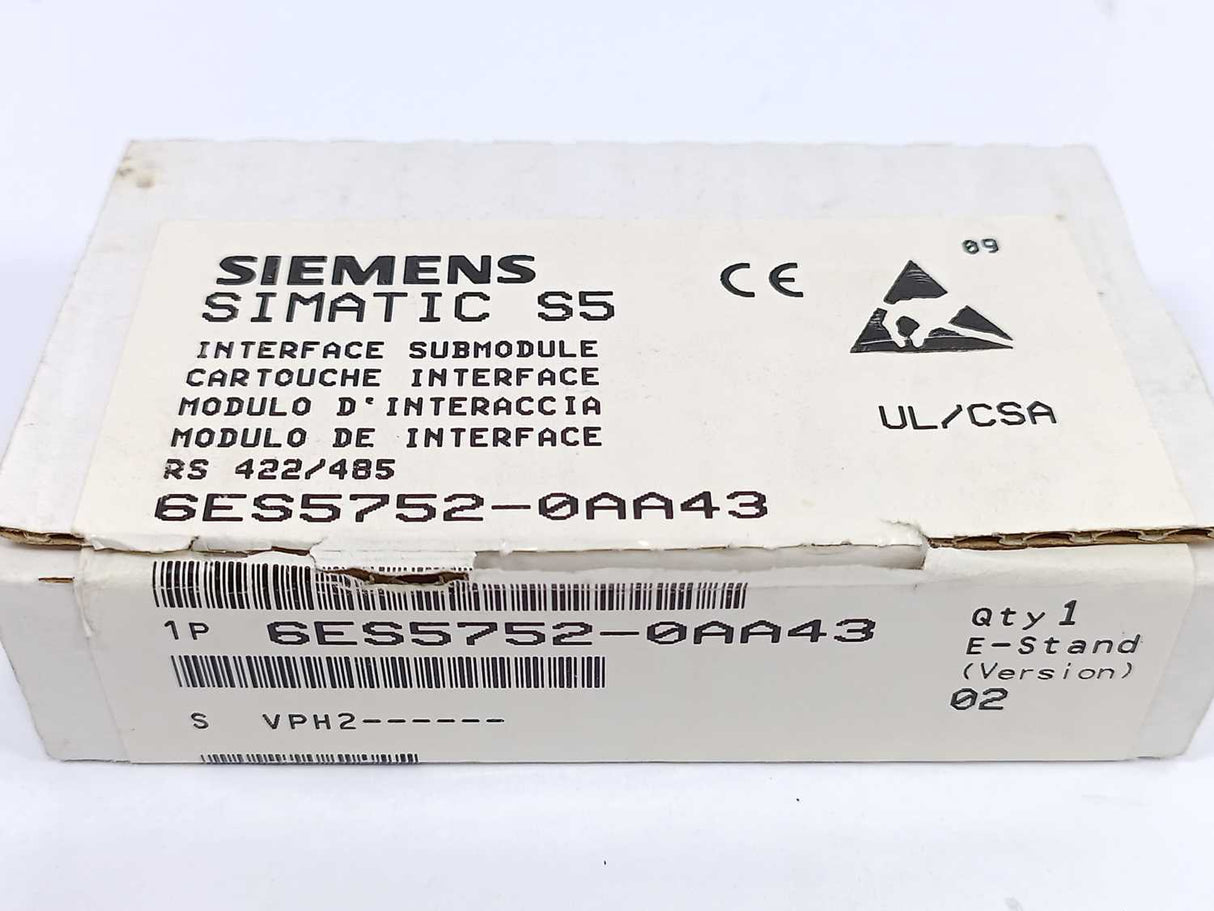 SIEMENS
SIMATIC S5
INTERFACE SUBMODULE
CARTOUCHE INTERFACE
MODULO D'INTERACCIA
MODULO DE INTERFACE
RS 422/485
6ES5752-0AA43
CE
09
UL/CSA
1P 6ES5752-0AA43
S VPH2------
Qty 1
E-Stand
(Version)
02